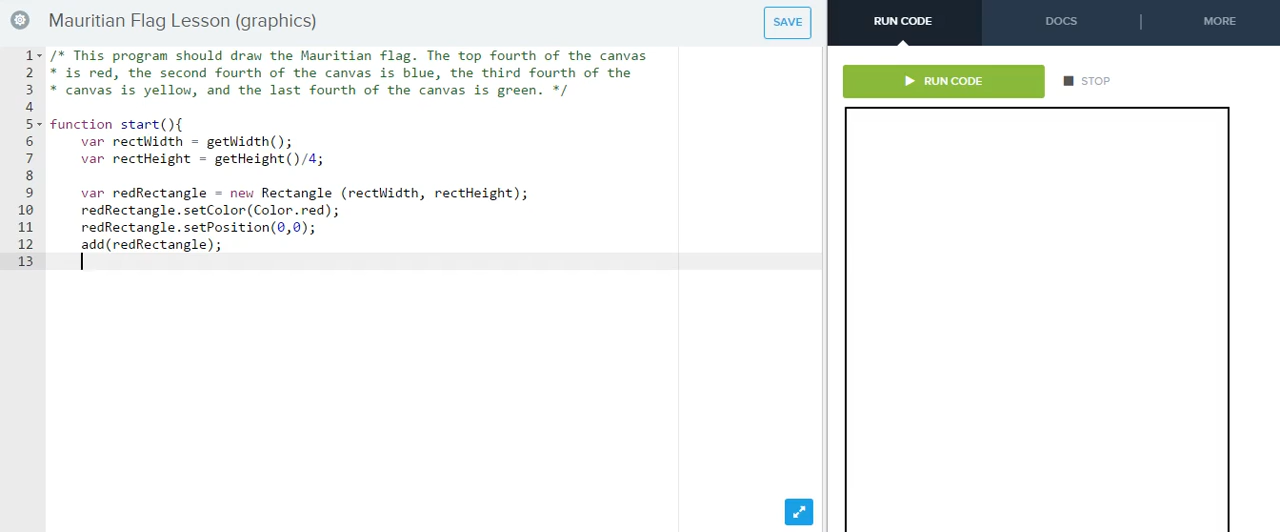 Mauritian Flag Lesson (graphics)
SAVE
RUN CODE
DOCS
MORE
RUN CODE
STOP
1 /* This program should draw the Mauritian flag. The top fourth of the canvas
2 * is red, the second fourth of the canvas is blue, the third fourth of the
3 * canvas is yellow, and the last fourth of the canvas is green. */
4
5 function start(){
6 var rectWidth = getWidth();
7 var rectHeight = getHeight()/4;
8
9 var redRectangle = new Rectangle (rectWidth, rectHeight);
10 redRectangle.setColor(Color.red);
11 redRectangle.setPosition(0,0);
12 add(redRectangle);
13